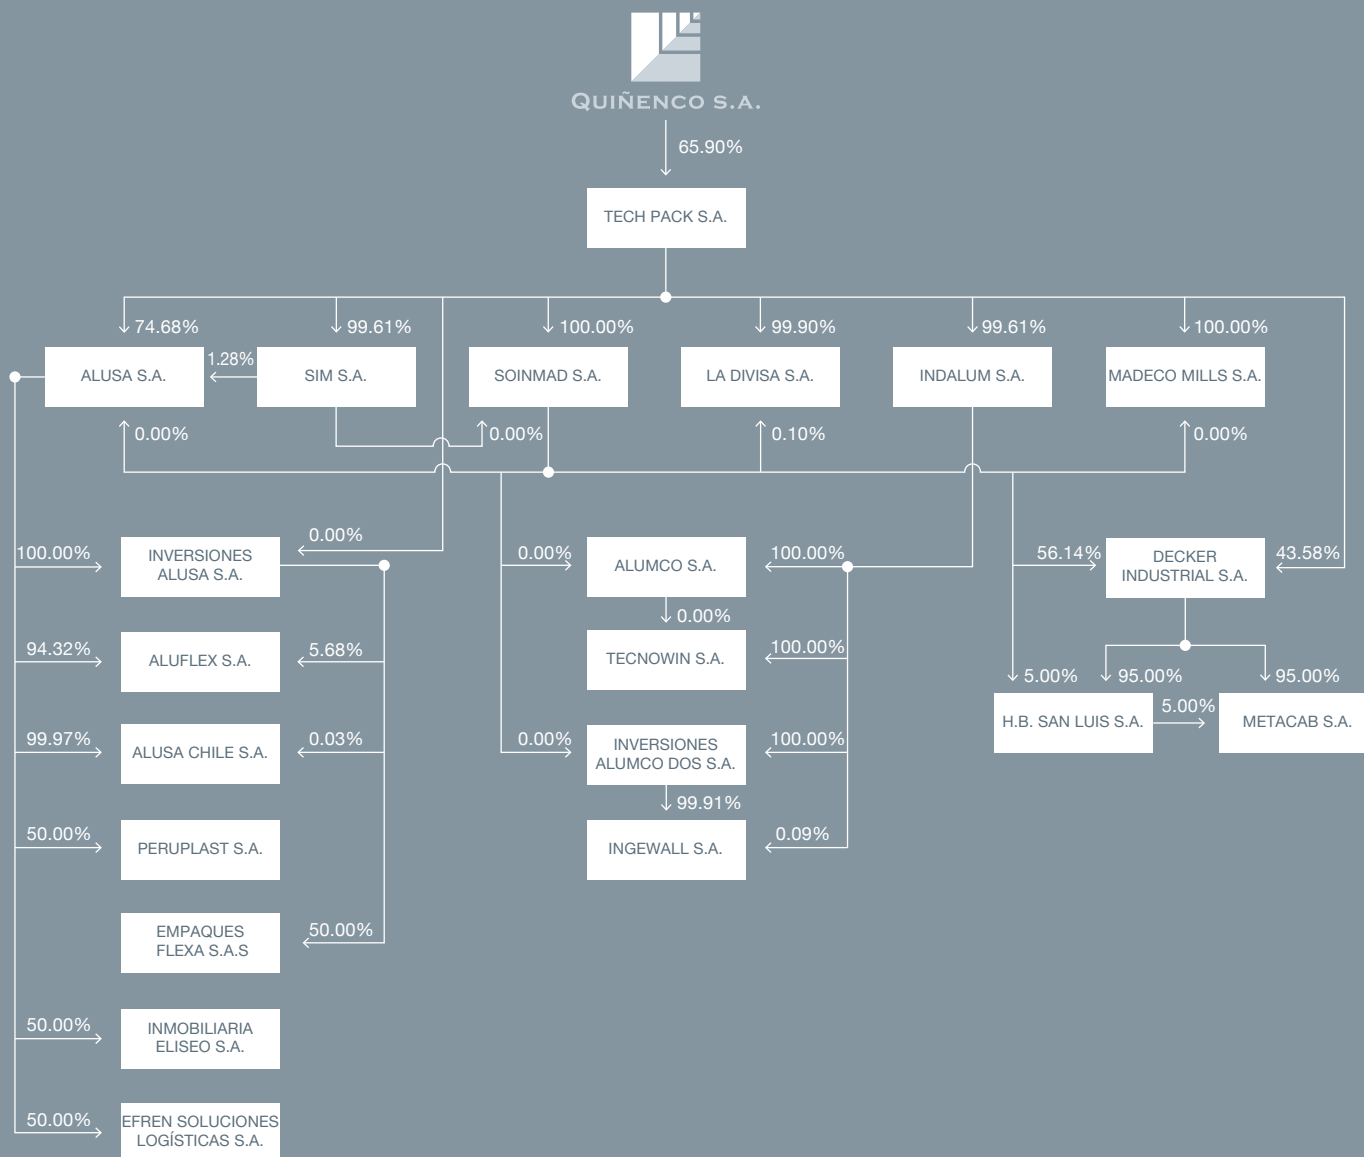 QUIÑENCO S.A.
65.90%
TECH PACK S.A.
74.68%
99.61%
100.00%
99.90%
99.61%
100.00%
ALUSA S.A.
1.28%
SIM S.A.
SOINMAD S.A.
LA DIVISA S.A.
INDALUM S.A.
MADECO MILLS S.A.
0.00%
0.00%
0.10%
0.00%
100.00%
INVERSIONES
ALUSA S.A.
0.00%
0.00%
ALUMCO S.A.
100.00%
56.14%
DECKER
INDUSTRIAL S.A.
43.58%
0.00%
94.32%
ALUFLEX S.A.
5.68%
TECNOWIN S.A.
100.00%
5.00%
95.00%
95.00%
H.B. SAN LUIS S.A.
5.00%
METACAB S.A.
99.97%
ALUSA CHILE S.A.
0.03%
0.00%
INVERSIONES
ALUMCO DOS S.A.
100.00%
99.91%
50.00%
PERUPLAST S.A.
INGEWALL S.A.
0.09%
EMPAQUES
FLEXA S.A.S
50.00%
50.00%
INMOBILIARIA
ELISEO S.A.
50.00%
EFREN SOLUCIONES
LOGÍSTICAS S.A.